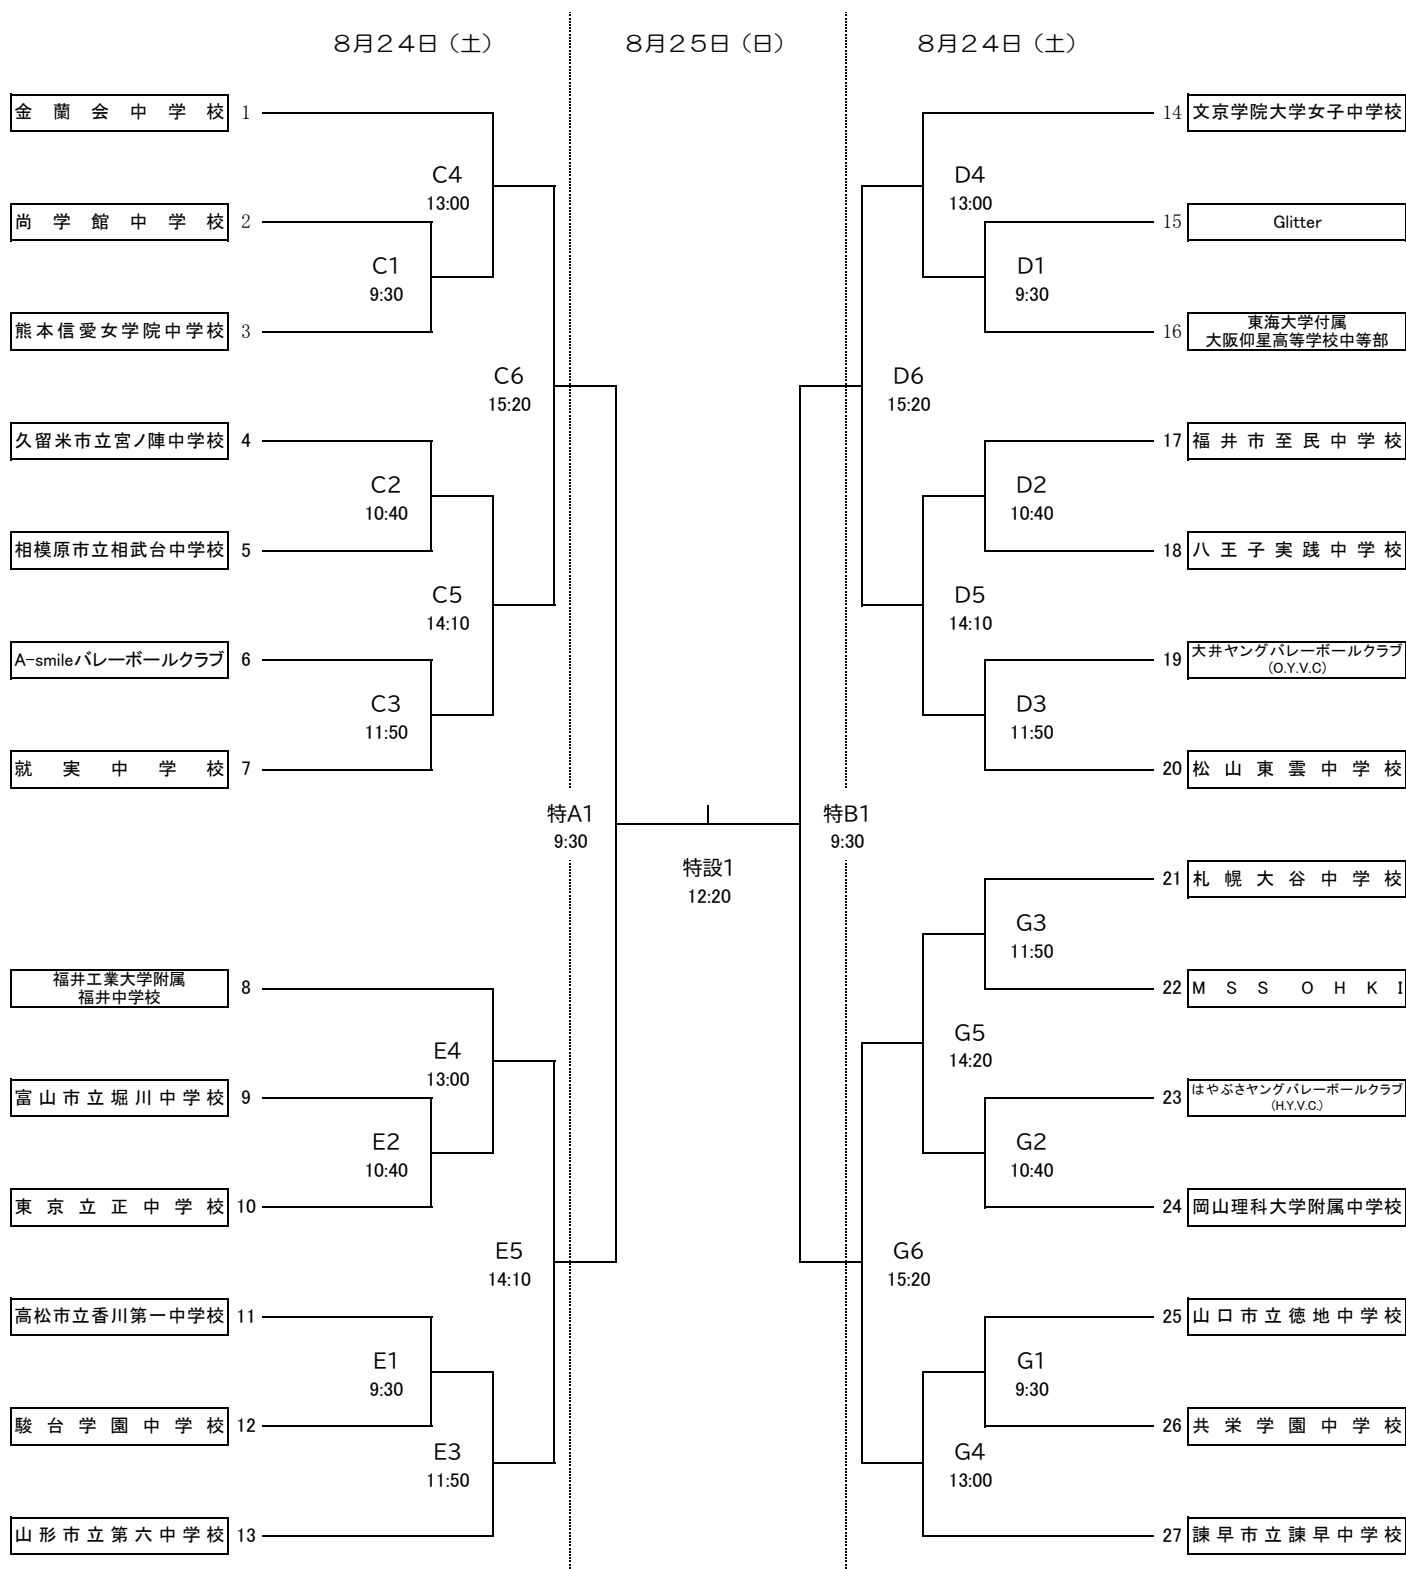 8月24日（土）
8月25日（日）
8月24日（土）
金蘭会中学校 1
C4
13:00
尚学館中学校 2
C1
9:30
熊本信愛女学院中学校 3
C6
15:20
久留米市立宮ノ陣中学校 4
C2
10:40
相模原市立相武台中学校 5
C5
14:10
A-smileバレーボールクラブ 6
C3
11:50
就実中学校 7
特A1
9:30
福井工業大学附属
福井中学校
8
E4
13:00
富山市立堀川中学校 9
E2
10:40
東京立正中学校 10
E5
14:10
高松市立香川第一中学校 11
E1
9:30
駿台学園中学校 12
E3
11:50
山形市立第六中学校 13
特設1
12:20
14 文京学院大学女子中学校
D4
13:00
15 Glitter
D1
9:30
16
東海大学付属
大阪仰星高等学校中等部
D6
15:20
17 福井市至民中学校
D2
10:40
18 八王子実践中学校
D5
14:10
19
大井ヤングバレーボールクラブ
(O.Y.V.C)
D3
11:50
20 松山東雲中学校
特B1
9:30
21 札幌大谷中学校
G3
11:50
22 MSS OHKI
G5
14:20
23
はやぶさヤングバレーボールクラブ
(H.Y.V.C.)
G2
10:40
24 岡山理科大学附属中学校
G6
15:20
25 山口市立徳地中学校
G1
9:30
26 共栄学園中学校
G4
13:00
27 諫早市立諫早中学校